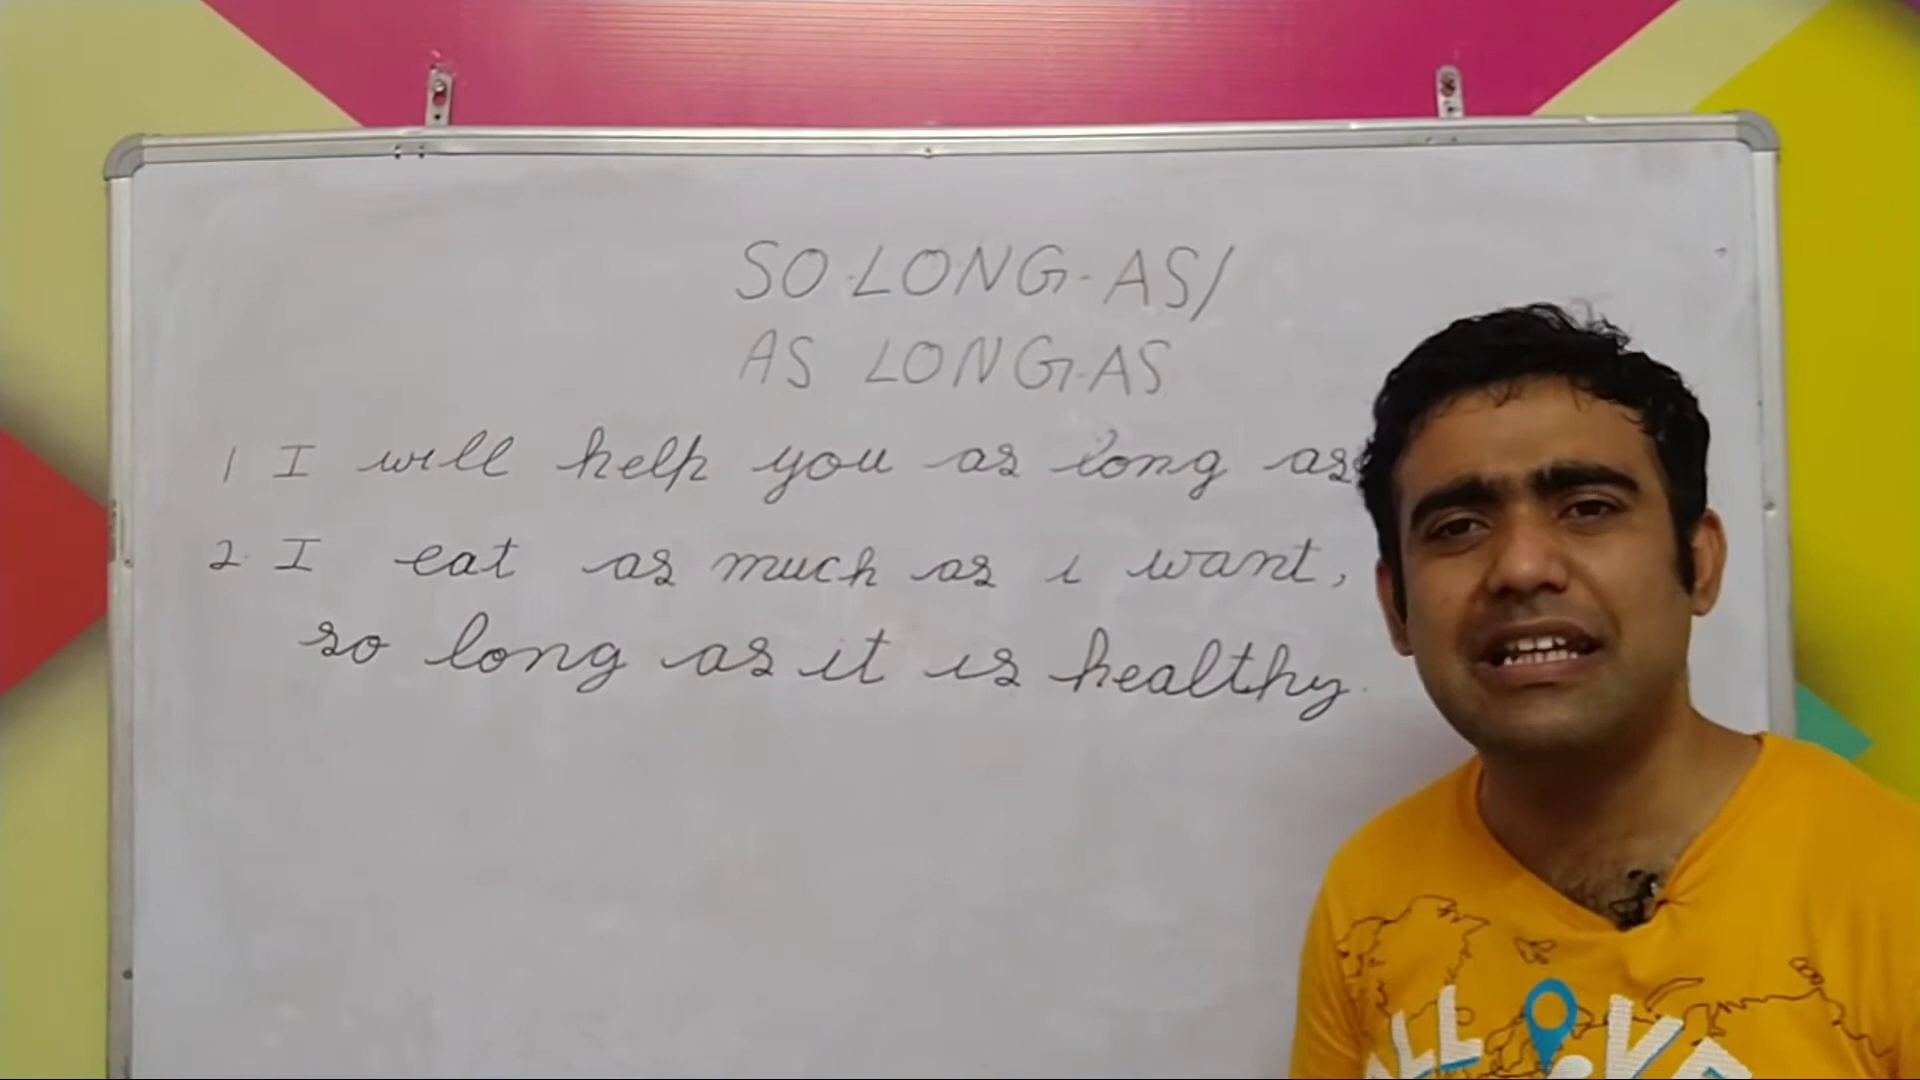 SO-LONG-AS/
AS LONG-AS
1 I will help you as long as
2. I eat as much as i want,
so long as it is healthy.